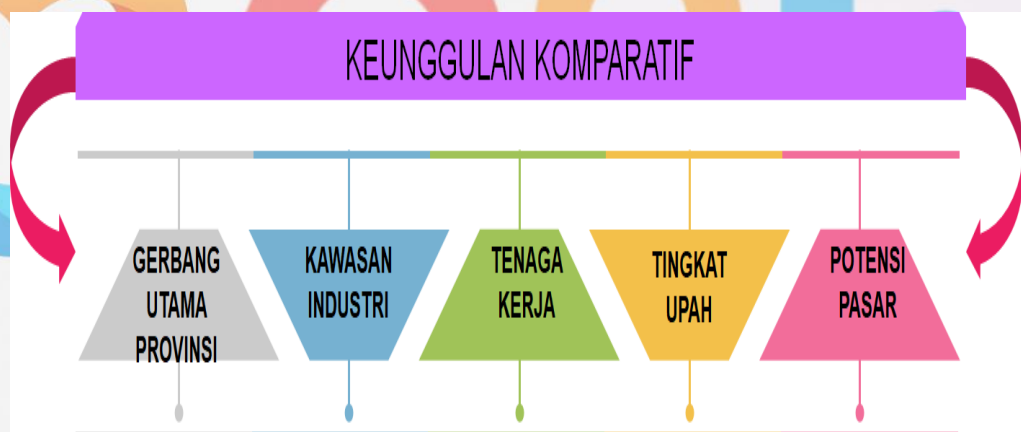 KEUNGGULAN KOMPARATIF
GERBANG
UTAMA
PROVINSI
KAWASAN
INDUSTRI
TENAGA
KERJA
TINGKAT
UPAH
POTENSI
PASAR